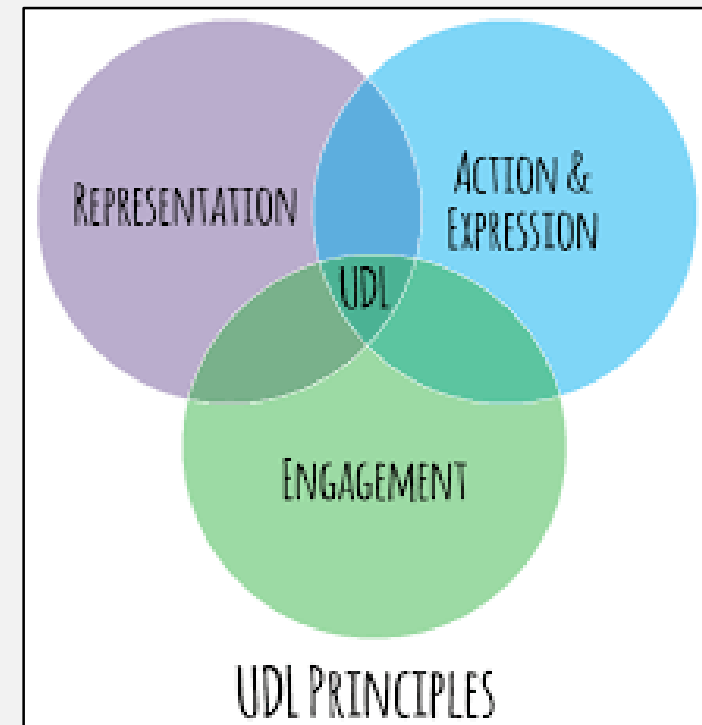 REPRESENTATION
ACTION &
EXPRESSION
UDL
ENGAGEMENT
UDL PRINCIPLES